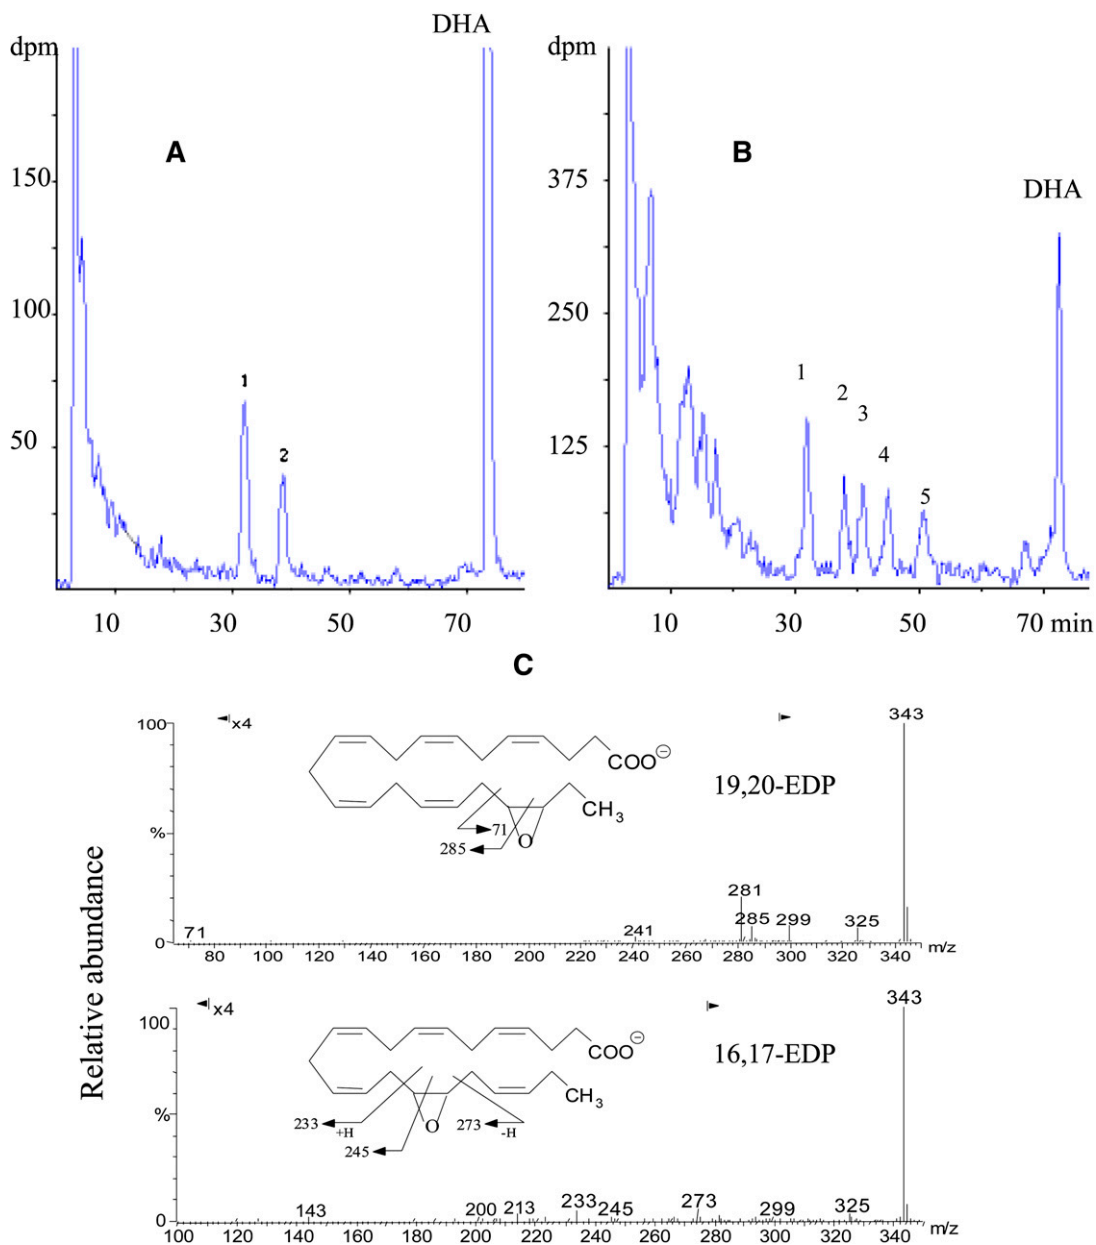 DHA
dpm
A
150
100
50
1
2
10
30
50
70
dpm
B
DHA
375
250
125
1
2
3
4
5
10
30
50
70 min
C
Relative abundance
100
%
0
x4
COO⊖
CH3
O
71
285
19,20-EDP
343
281
285
299
325
241
71
80 100 120 140 160 180 200 220 240 260 280 300 320 340
m/z
100
%
0
x4
COO⊖
CH3
O
233
+H
245
273
-H
16,17-EDP
343
143
200
213
233
245
273
299
325
100 120 140 160 180 200 220 240 260 280 300 320 340
m/z